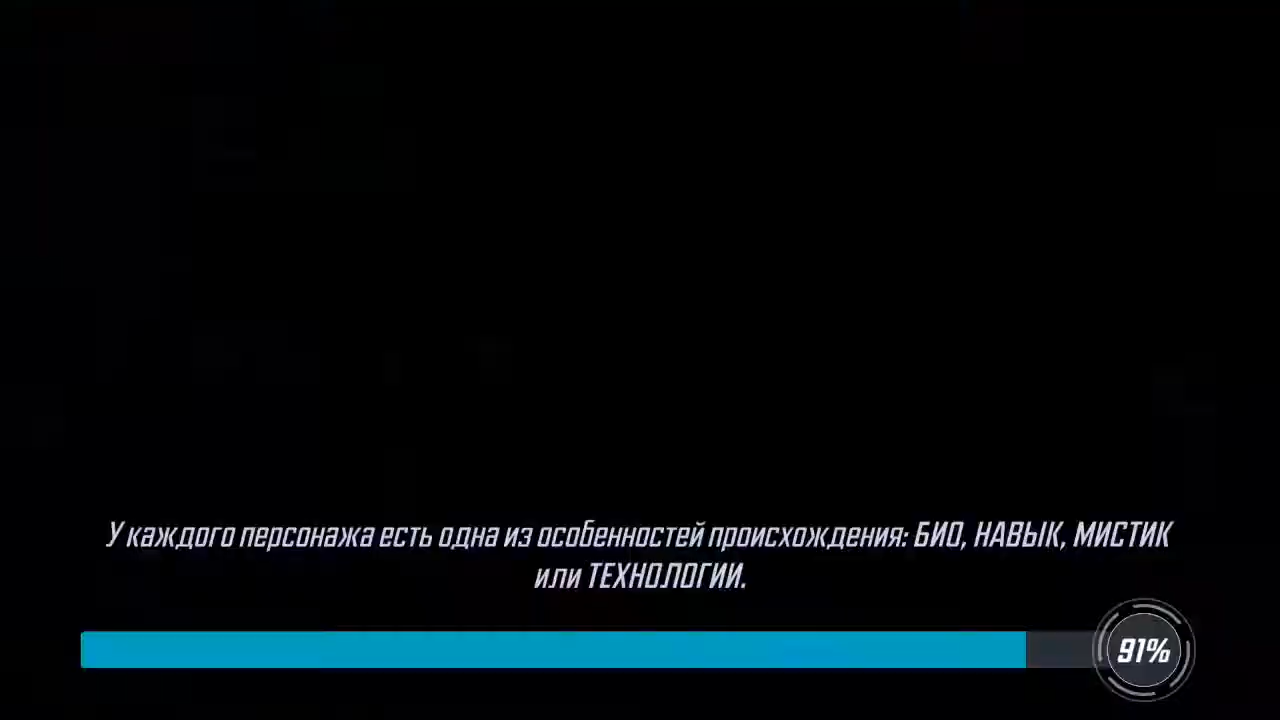 У каждого персонажа есть одна из особенностей происхождения: БИО, НАВЫК, МИСТИК
или ТЕХНОЛОГИИ.
91%